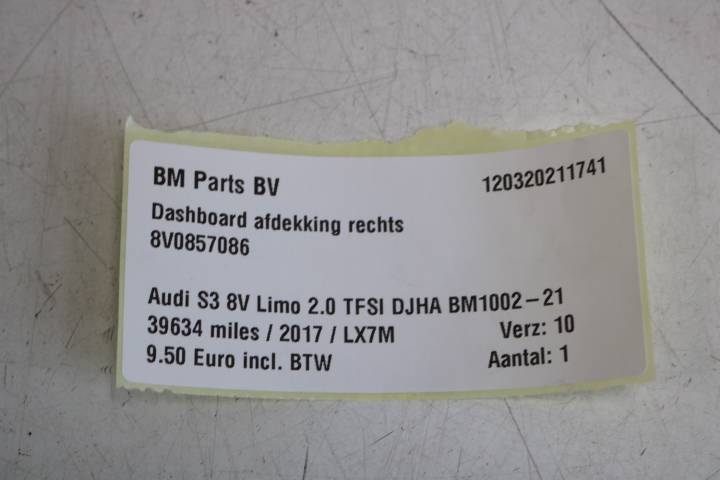 BM Parts BV 120320211741
Dashboard afdekking rechts
8V0857086
Audi S3 8V Limo 2.0 TFSI DJHA BM1002-21
39634 miles / 2017 / LX7M Verz: 10
9.50 Euro incl. BTW Aantal: 1